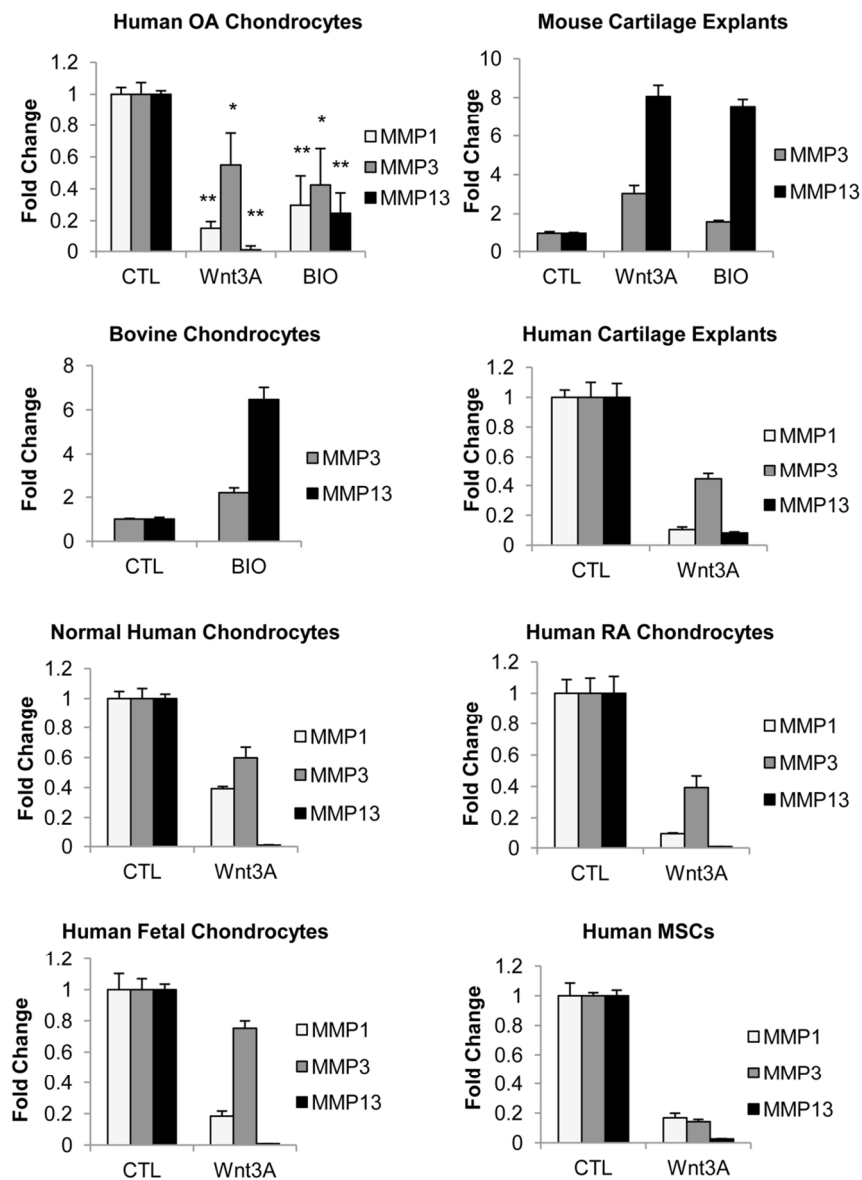 Human OA Chondrocytes
Fold Change
1.2
1
0.8
0.6
0.4
0.2
0
**
*
**
**
*
**
CTL
Wnt3A
BIO
MMP1
MMP3
MMP13
Mouse Cartilage Explants
Fold Change
10
8
6
4
2
0
CTL
Wnt3A
BIO
MMP3
MMP13
Bovine Chondrocytes
Fold Change
8
6
4
2
0
CTL
BIO
MMP3
MMP13
Human Cartilage Explants
Fold Change
1.2
1
0.8
0.6
0.4
0.2
0
CTL
Wnt3A
MMP1
MMP3
MMP13
Normal Human Chondrocytes
Fold Change
1.2
1
0.8
0.6
0.4
0.2
0
CTL
Wnt3A
MMP1
MMP3
MMP13
Human RA Chondrocytes
Fold Change
1.2
1
0.8
0.6
0.4
0.2
0
CTL
Wnt3A
MMP1
MMP3
MMP13
Human Fetal Chondrocytes
Fold Change
1.2
1
0.8
0.6
0.4
0.2
0
CTL
Wnt3A
MMP1
MMP3
MMP13
Human MSCs
Fold Change
1.2
1
0.8
0.6
0.4
0.2
0
CTL
Wnt3A
MMP1
MMP3
MMP13